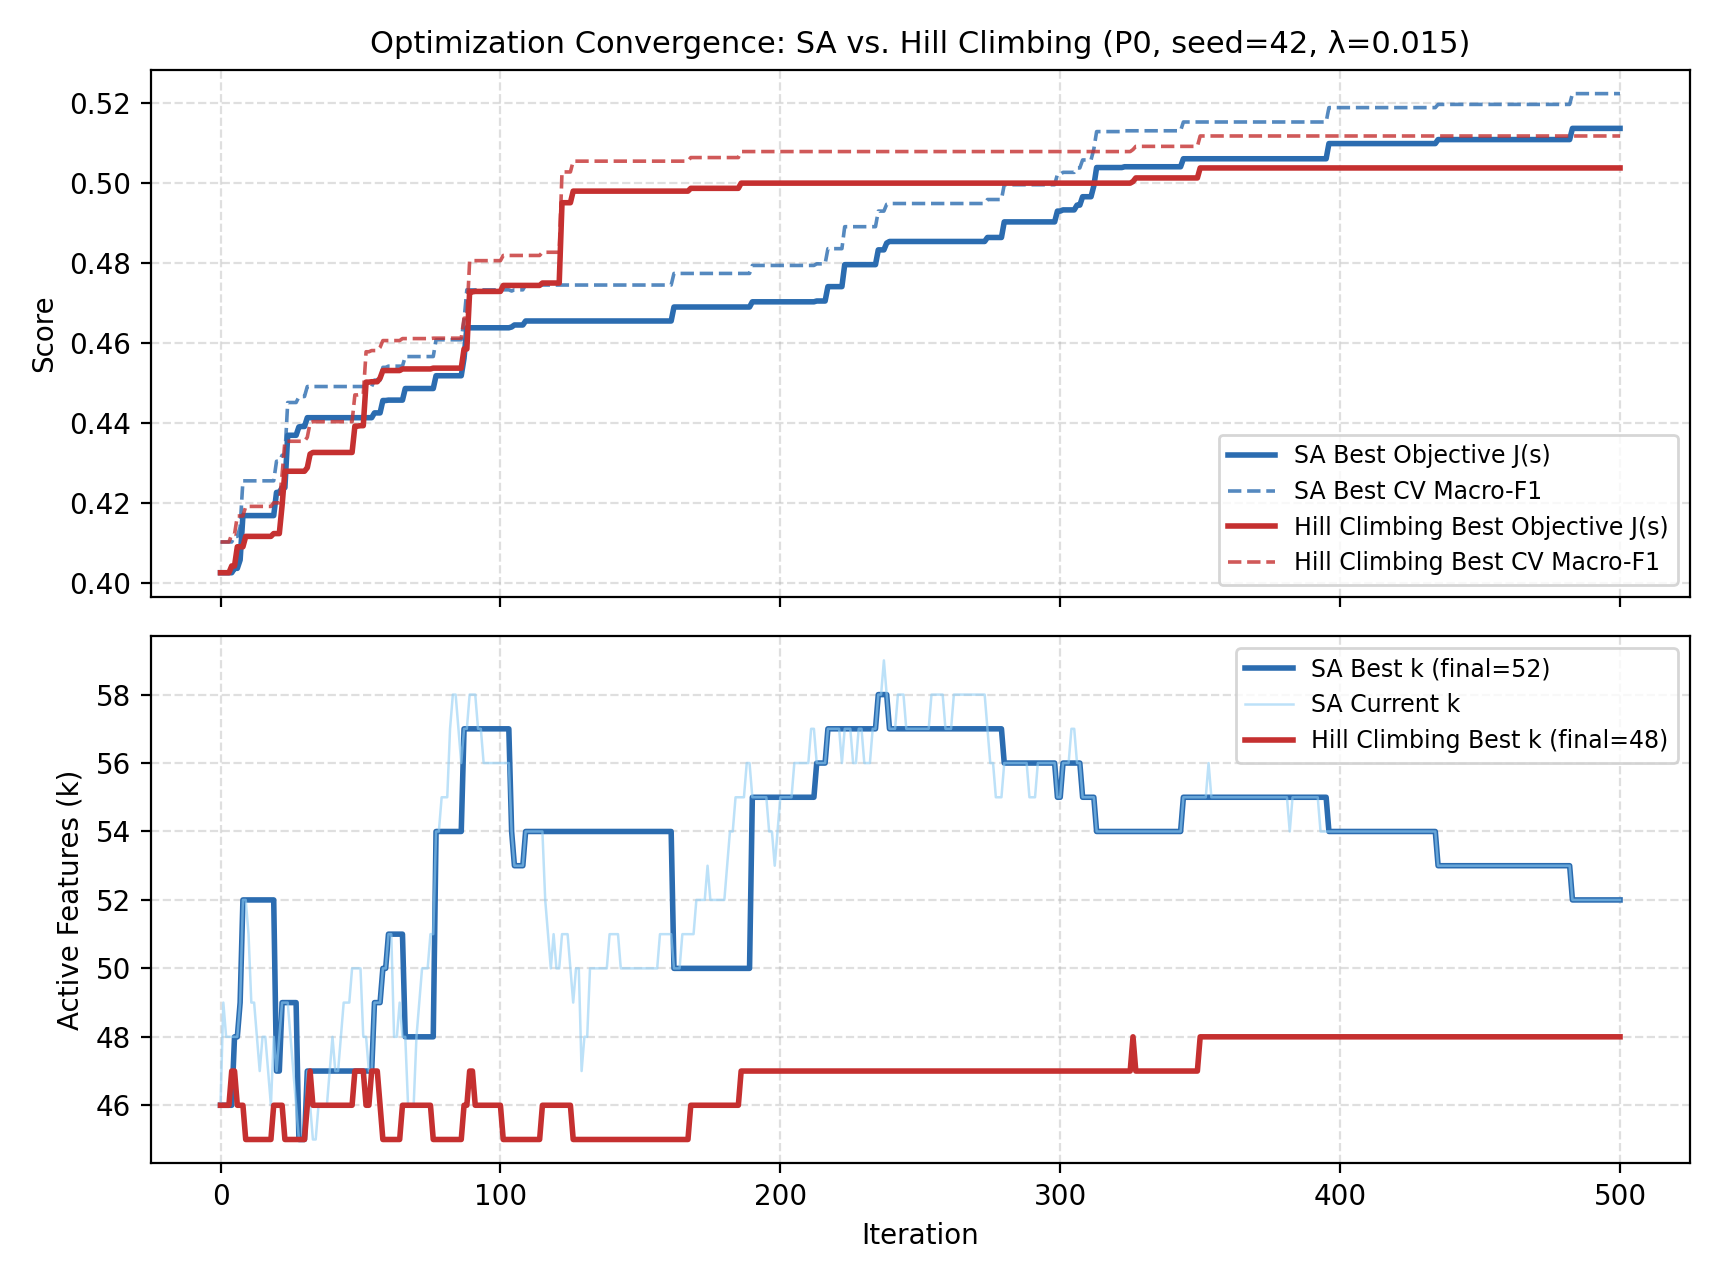 Optimization Convergence: SA vs. Hill Climbing (P0, seed=42, λ=0.015)
Score
0.52
0.50
0.48
0.46
0.44
0.42
0.40
SA Best Objective J(s)
SA Best CV Macro-F1
Hill Climbing Best Objective J(s)
Hill Climbing Best CV Macro-F1
Active Features (k)
58
56
54
52
50
48
46
SA Best k (final=52)
SA Current k
Hill Climbing Best k (final=48)
0 100 200 300 400 500
Iteration